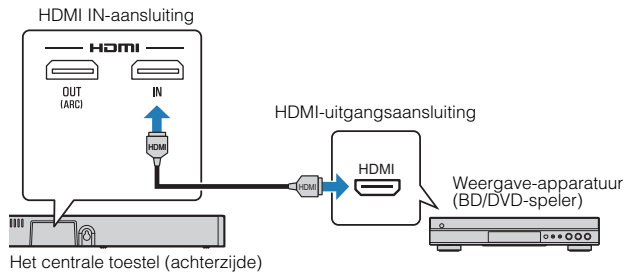 HDMI IN-aansluiting
HDMI
OUT
(ARC)
IN
HDMI
HDMI-uitgangsaansluiting
HDMI
HDMI
Weergave-apparatuur
(BD/DVD-speler)
Het centrale toestel (achterzijde)